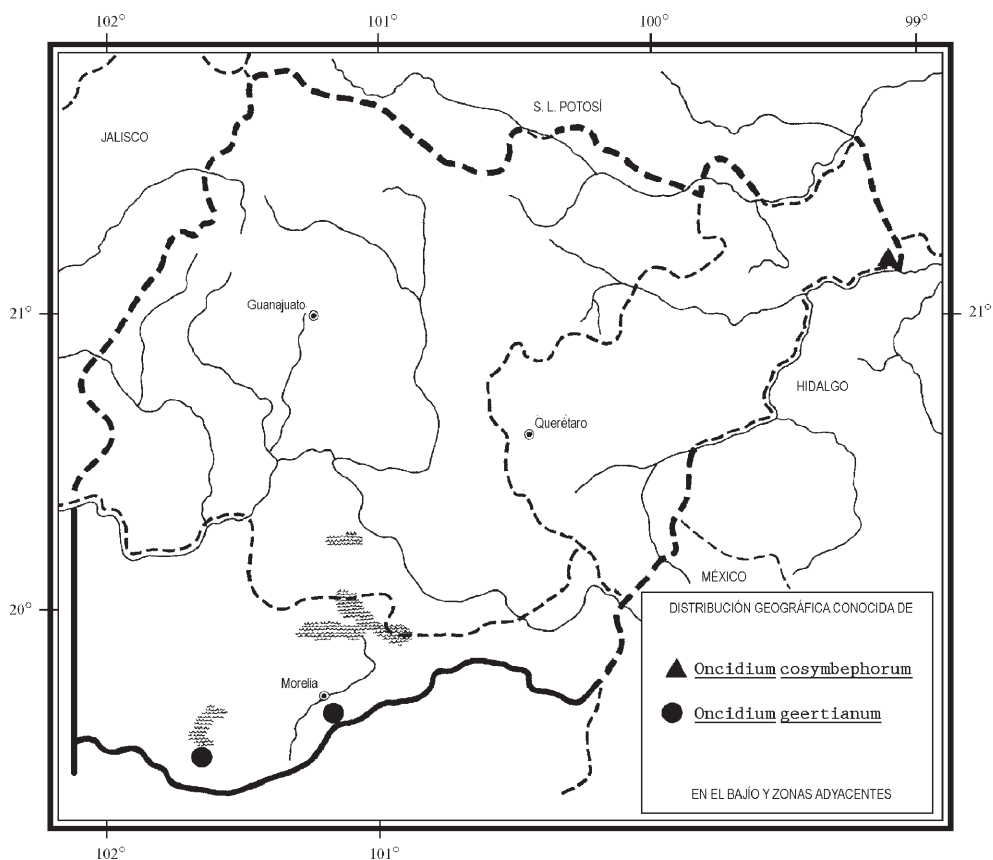 102° 101° 100° 99°
S. L. POTOSÍ
JALISCO
Guanajuato
21° 21°
HIDALGO
Querétaro
MÉXICO
20°
DISTRIBUCIÓN GEOGRÁFICA CONOCIDA DE
Oncidium cosymbephorum
Morelia
Oncidium geertianum
EN EL BAJÍO Y ZONAS ADYACENTES
102° 101°